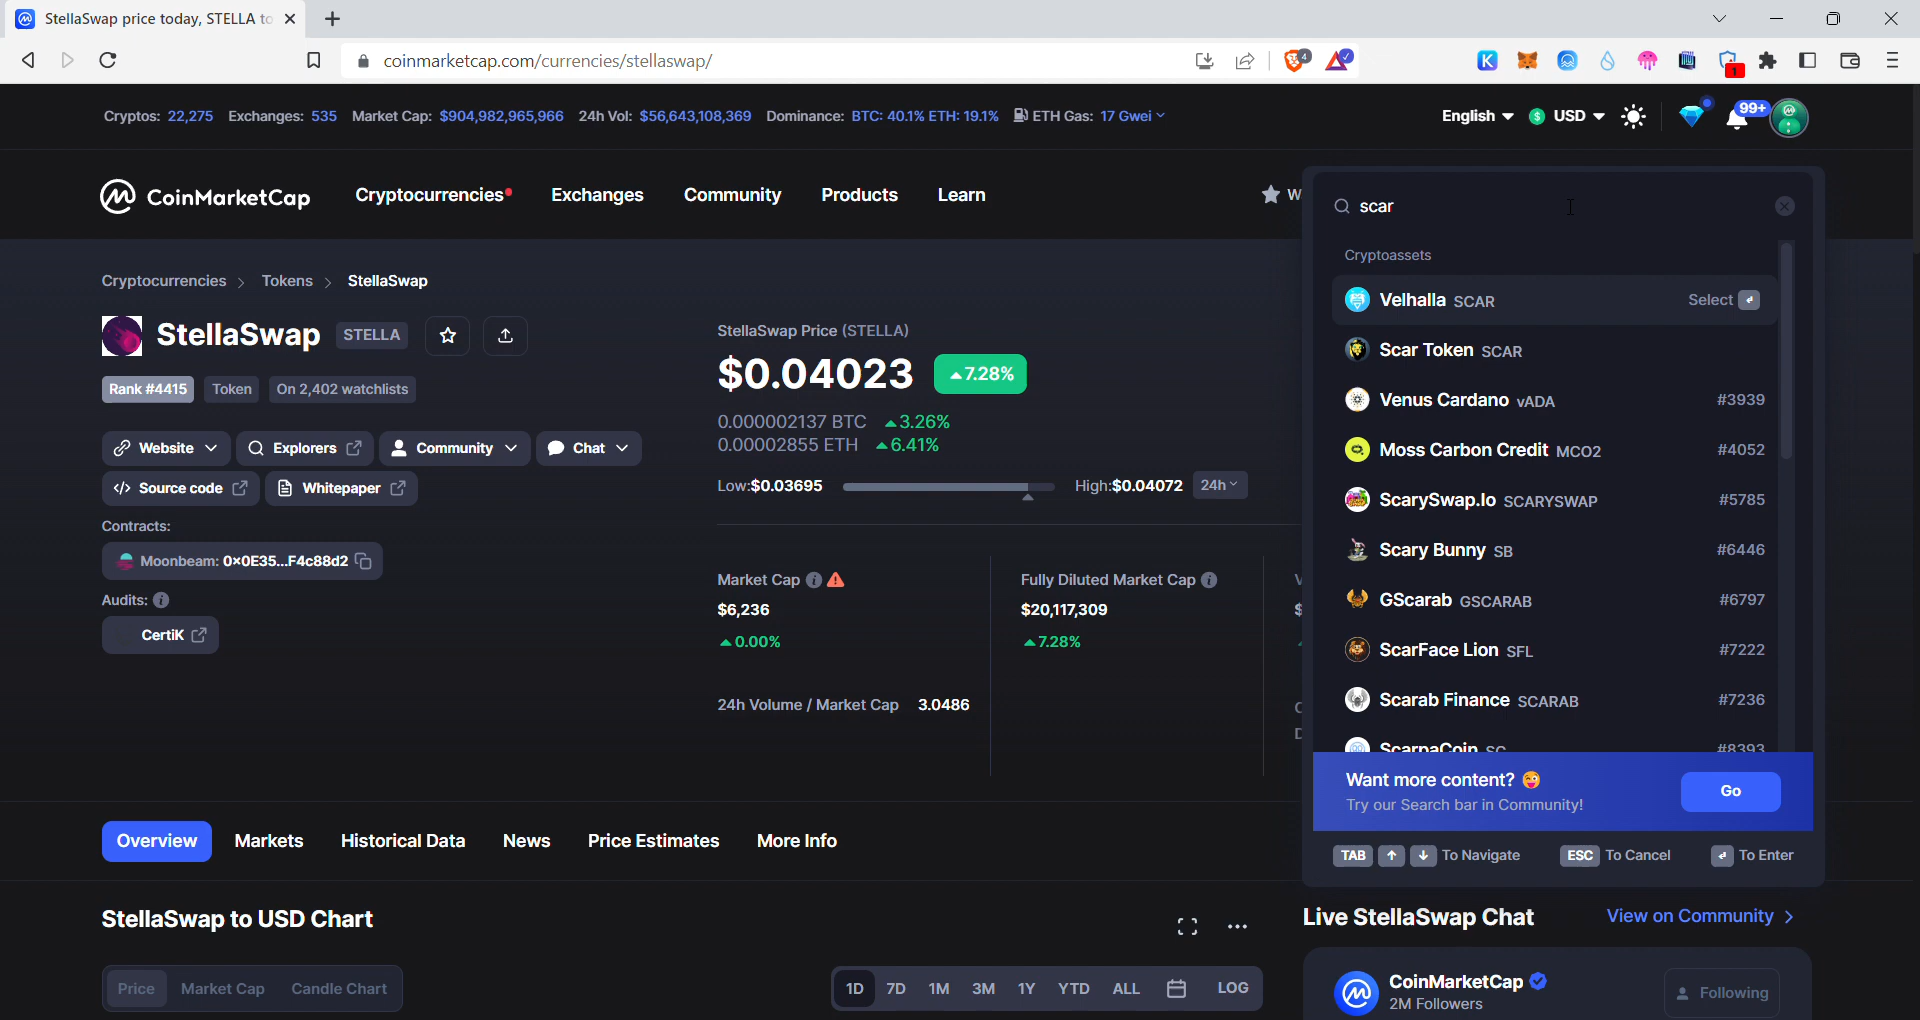 StellaSwap price today, STELLA to
coinmarketcap.com/currencies/stellaswap/
4
1
Cryptos: 22,275 Exchanges: 535 Market Cap: $904,982,965,966 24h Vol: $56,643,108,369 Dominance: BTC: 40.1% ETH: 19.1% ETH Gas: 17 Gwei
English USD 99+
CoinMarketCap Cryptocurrencies Exchanges Community Products Learn W
scar
Cryptoassets
Velhalla SCAR Select
Scar Token SCAR
Venus Cardano vADA #3939
Moss Carbon Credit MCO2 #4052
ScarySwap.Io SCARYSWAP #5785
Scary Bunny SB #6446
GScarab GSCARAB #6797
ScarFace Lion SFL #7222
Scarab Finance SCARAB #7236
ScarpaCoin SC #8393
Want more content? 😜
Try our Search bar in Community!
Go
TAB ↑ ↓ To Navigate ESC To Cancel To Enter
Cryptocurrencies > Tokens > StellaSwap
StellaSwap STELLA
Rank #4415 Token On 2,402 watchlists
Website Explorers Community Chat
Source code Whitepaper
Contracts:
Moonbeam: 0x0E35...F4c88d2
Audits:
CertiK
StellaSwap Price (STELLA)
$0.04023 7.28%
0.000002137 BTC 3.26%
0.00002855 ETH 6.41%
Low:$0.03695 High:$0.04072 24h
Market Cap
$6,236
0.00%
24h Volume / Market Cap 3.0486
Fully Diluted Market Cap
$20,117,309
7.28%
Overview Markets Historical Data News Price Estimates More Info
StellaSwap to USD Chart
Price Market Cap Candle Chart
1D 7D 1M 3M 1Y YTD ALL LOG
Live StellaSwap Chat View on Community >
CoinMarketCap
2M Followers
Following